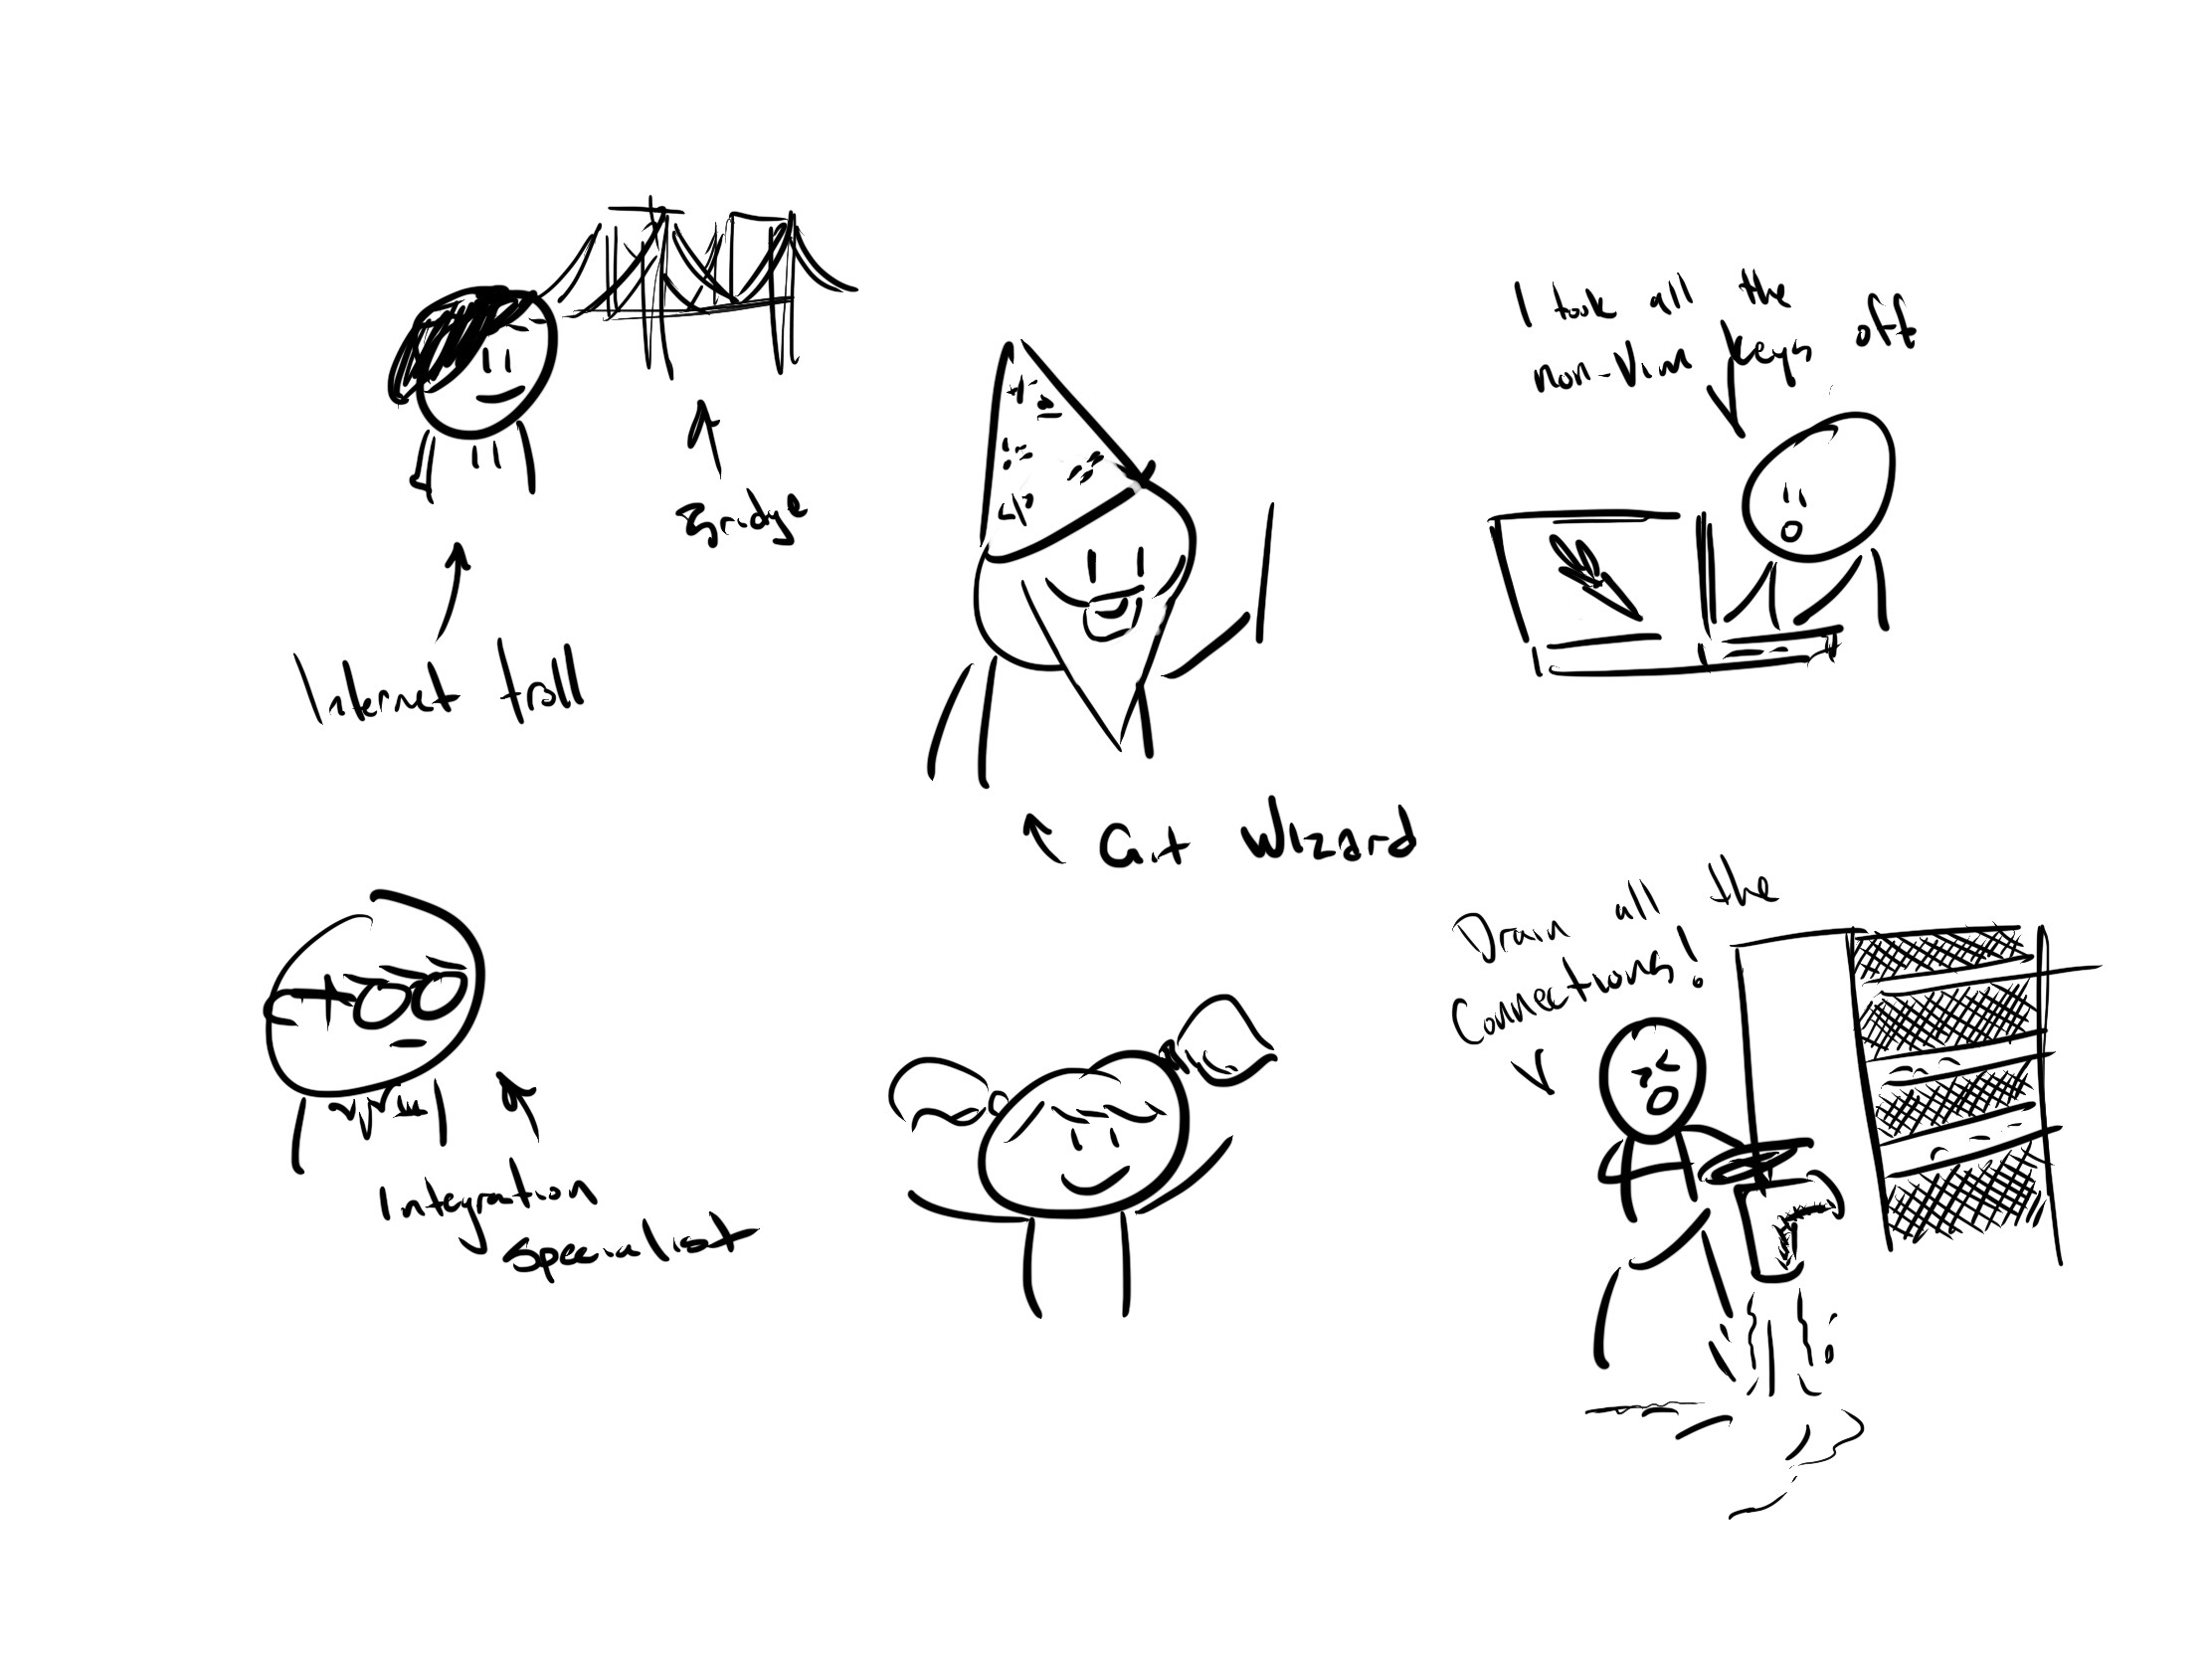 Bridge
Internet troll
Git Wizard
I took all the
non-Vim keys off
Integration
Specialist
Drain all the
Connections!